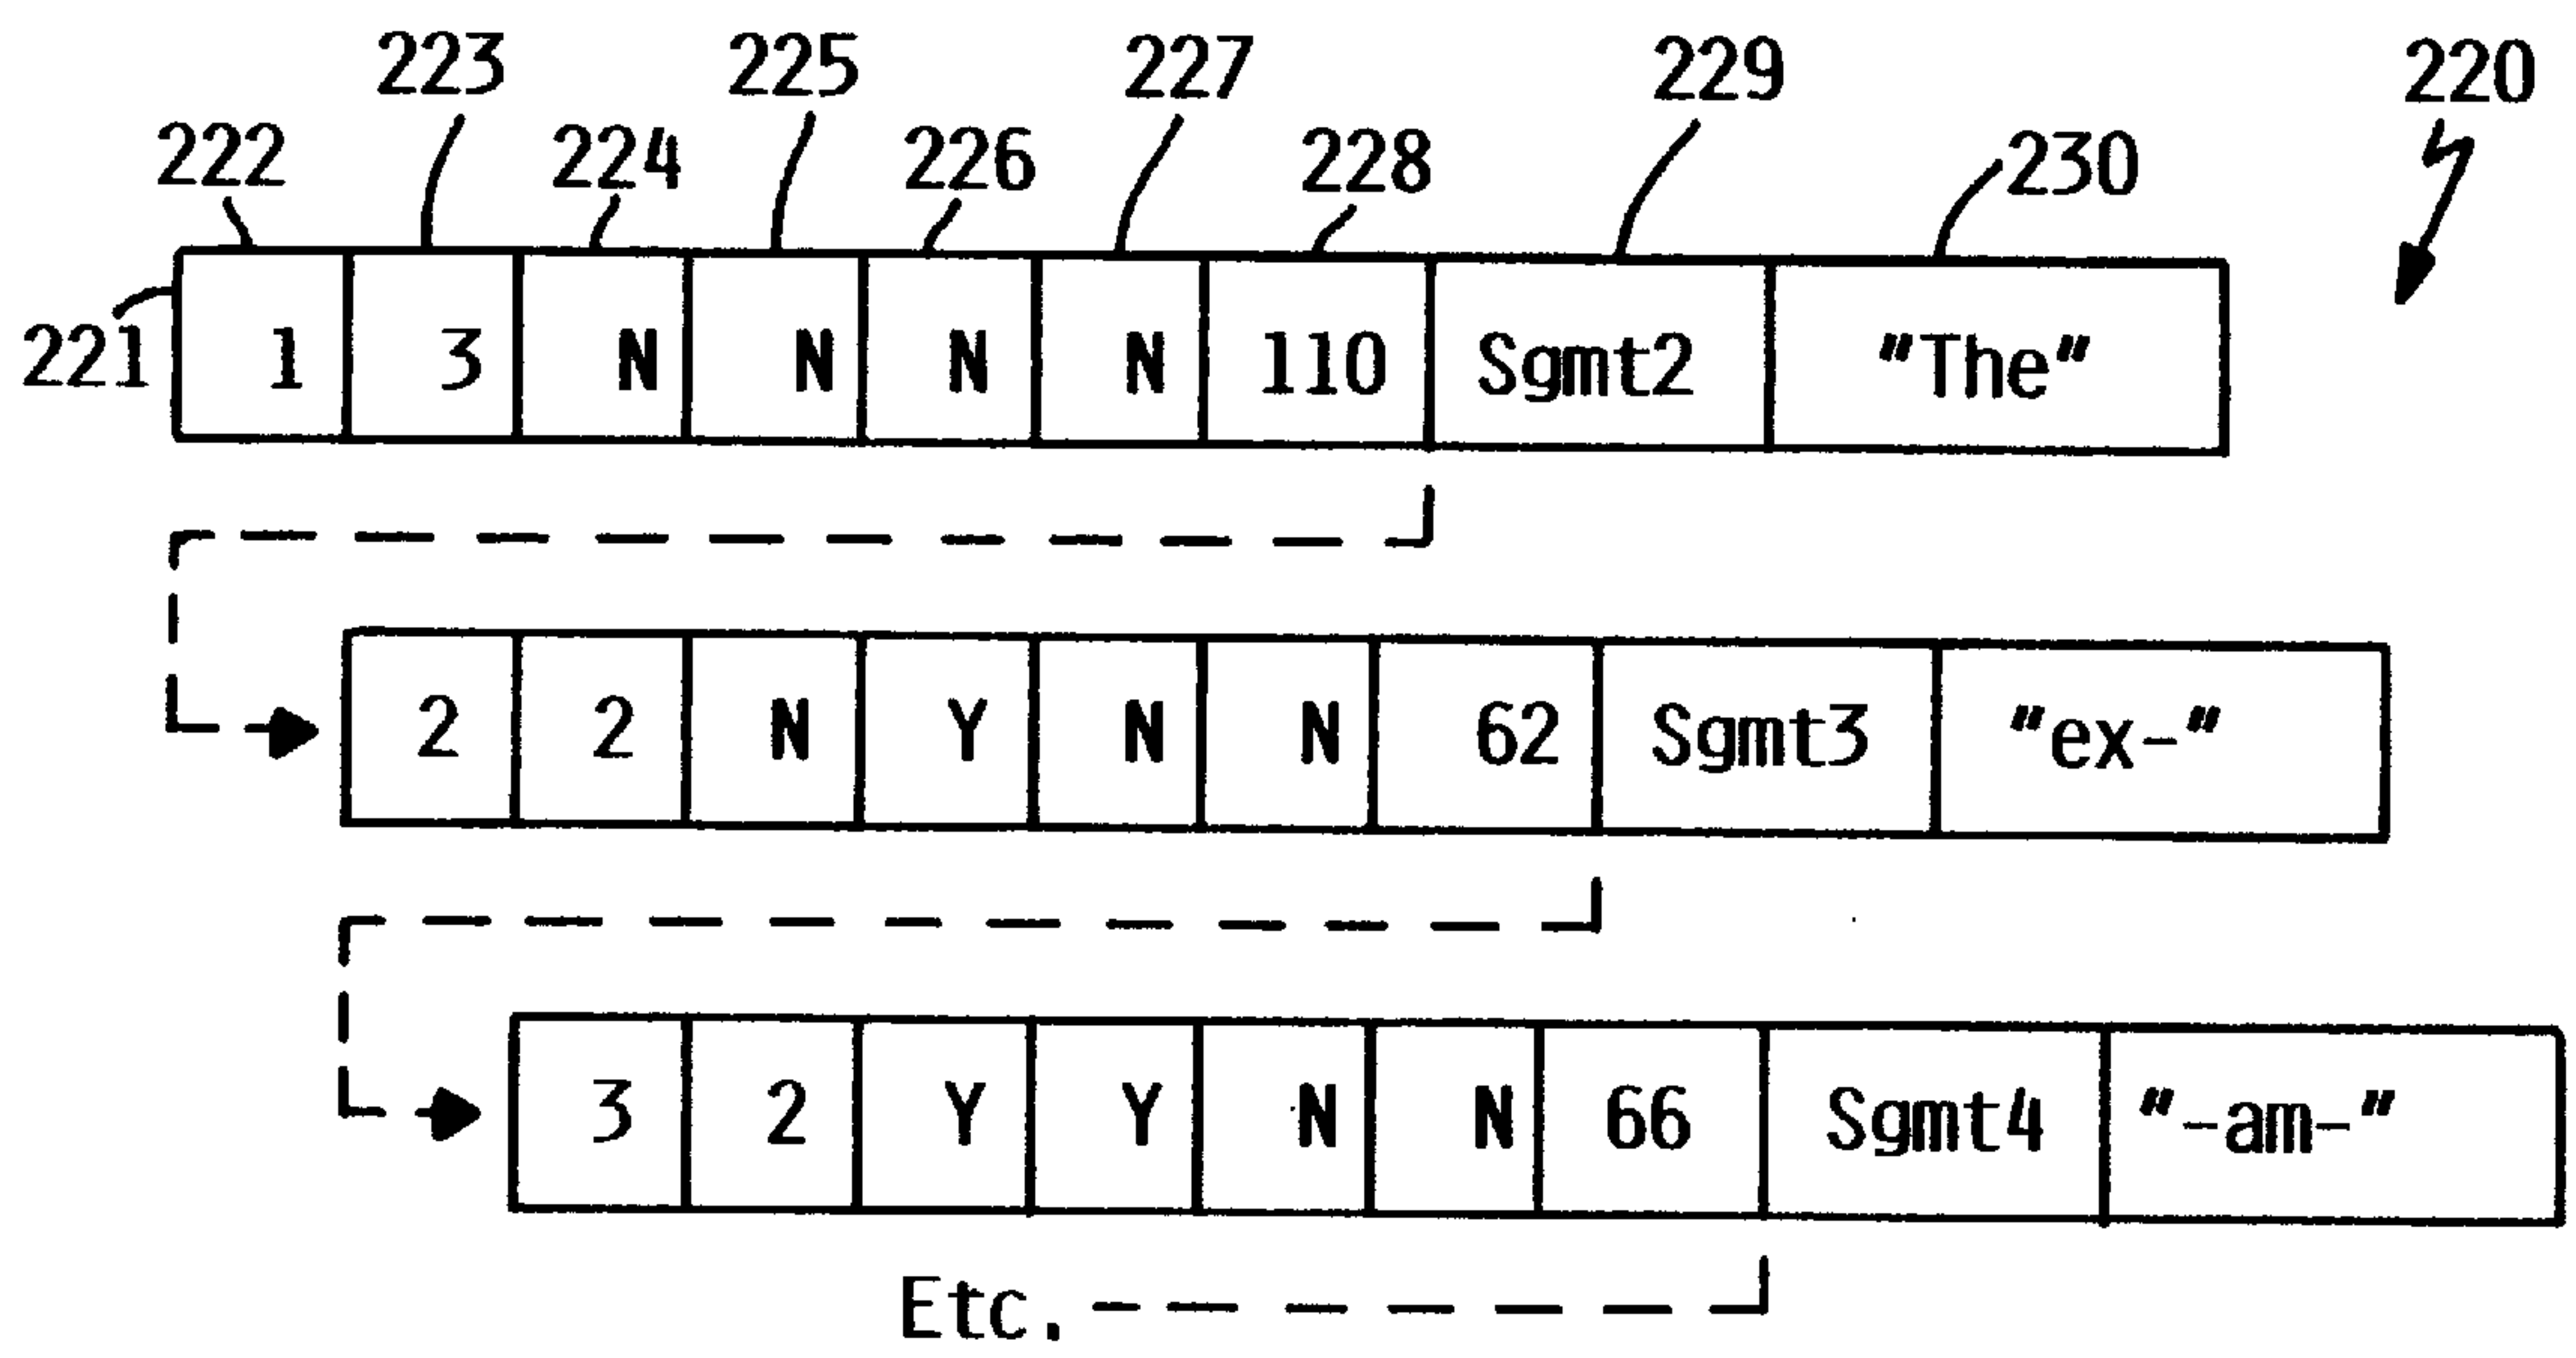 223 225 227 229 220
222 224 226 228 230
221 1 3 N N N N 110 Sgmt2 "The"
2 2 N Y N N 62 Sgmt3 "ex-"
3 2 Y Y N N 66 Sgmt4 "-am-"
Etc.